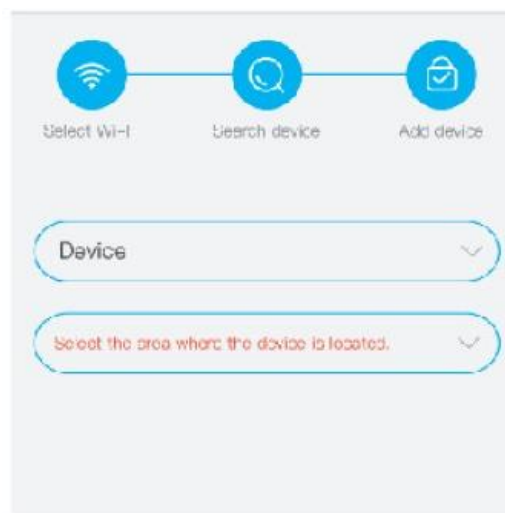 Select Wi-Fi
Search device
Add device
Device
Select the area where the device is located.